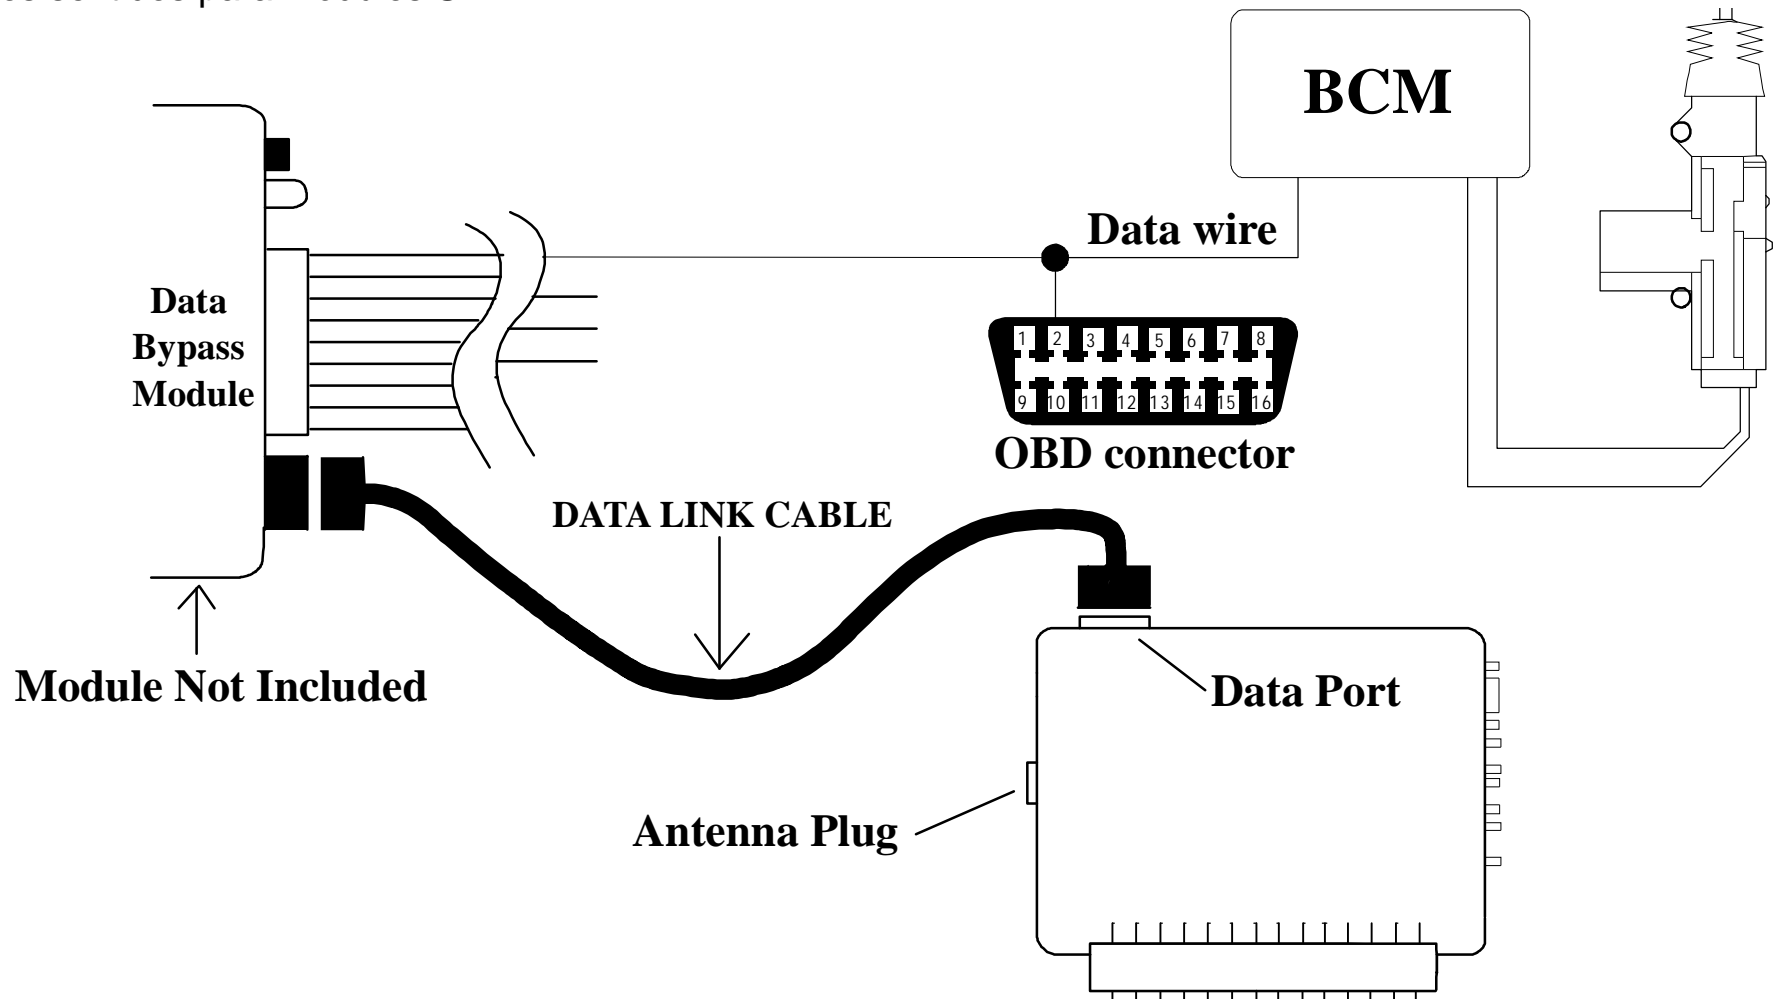 para
BCM
Data wire
Data
Bypass
Module
1 2 3 4 5 6 7 8
9 10 11 12 13 14 15 16
OBD connector
DATA LINK CABLE
Module Not Included
Data Port
Antenna Plug